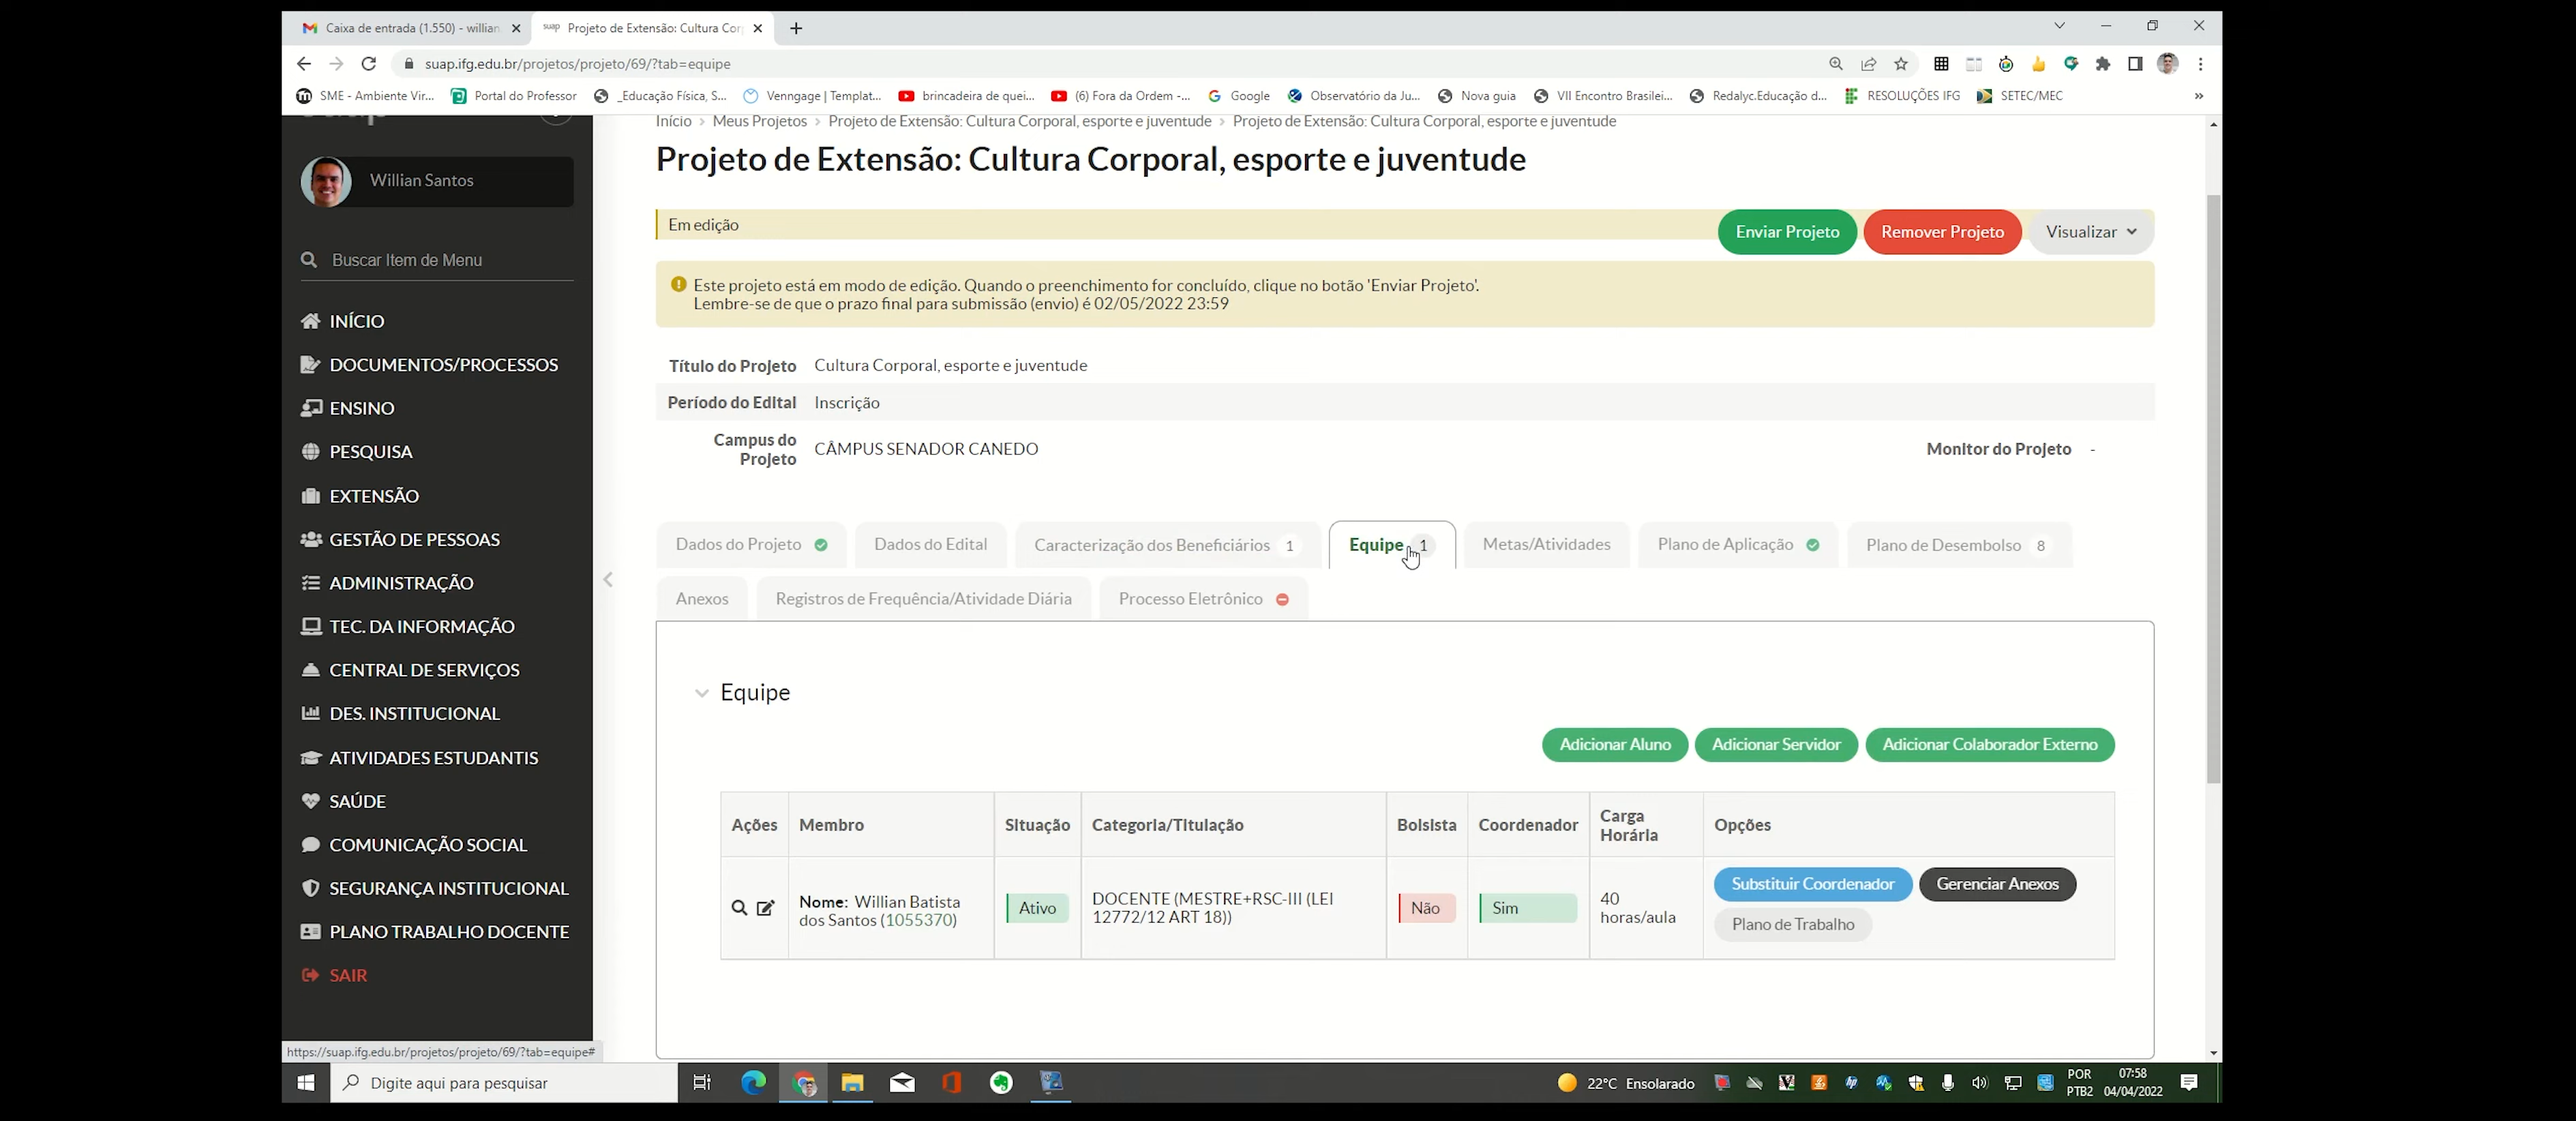 Caixa de entrada (1.550) - willian
suap Projeto de Extensão: Cultura Cor
suap.ifg.edu.br/projetos/projeto/69/?tab=equipe
SME - Ambiente Vir...
Portal do Professor
_Educação Física, S...
Venngage | Templat...
brincadeira de quei...
(6) Fora da Ordem -...
Google
Observatório da Ju...
Nova guia
VII Encontro Brasilei...
Redalyc.Educação d...
RESOLUÇÕES IFG
SETEC/MEC
»
Willian Santos
Buscar Item de Menu
INÍCIO
DOCUMENTOS/PROCESSOS
ENSINO
PESQUISA
EXTENSÃO
GESTÃO DE PESSOAS
ADMINISTRAÇÃO
TEC. DA INFORMAÇÃO
CENTRAL DE SERVIÇOS
DES. INSTITUCIONAL
ATIVIDADES ESTUDANTIS
SAÚDE
COMUNICAÇÃO SOCIAL
SEGURANÇA INSTITUCIONAL
PLANO TRABALHO DOCENTE
SAIR
Início > Meus Projetos > Projeto de Extensão: Cultura Corporal, esporte e juventude > Projeto de Extensão: Cultura Corporal, esporte e juventude
Projeto de Extensão: Cultura Corporal, esporte e juventude
Em edição
Enviar Projeto
Remover Projeto
Visualizar
Este projeto está em modo de edição. Quando o preenchimento for concluído, clique no botão 'Enviar Projeto'.
Lembre-se de que o prazo final para submissão (envio) é 02/05/2022 23:59
Título do Projeto Cultura Corporal, esporte e juventude
Período do Edital Inscrição
Campus do
Projeto
CÂMPUS SENADOR CANEDO
Monitor do Projeto -
Dados do Projeto
Dados do Edital
Caracterização dos Beneficiários 1
Equipe 1
Metas/Atividades
Plano de Aplicação
Plano de Desembolso 8
Anexos
Registros de Frequência/Atividade Diária
Processo Eletrônico
Equipe
Adicionar Aluno
Adicionar Servidor
Adicionar Colaborador Externo
Ações
Membro
Situação
Categoria/Titulação
Bolsista
Coordenador
Carga
Horária
Opções
Nome: Willian Batista
dos Santos (1055370)
Ativo
DOCENTE (MESTRE+RSC-III (LEI
12772/12 ART 18))
Não
Sim
40
horas/aula
Substituir Coordenador
Gerenciar Anexos
Plano de Trabalho
https://suap.ifg.edu.br/projetos/projeto/69/?tab=equipe#
Digite aqui para pesquisar
22°C Ensolarado
POR
PTB2
07:58
04/04/2022